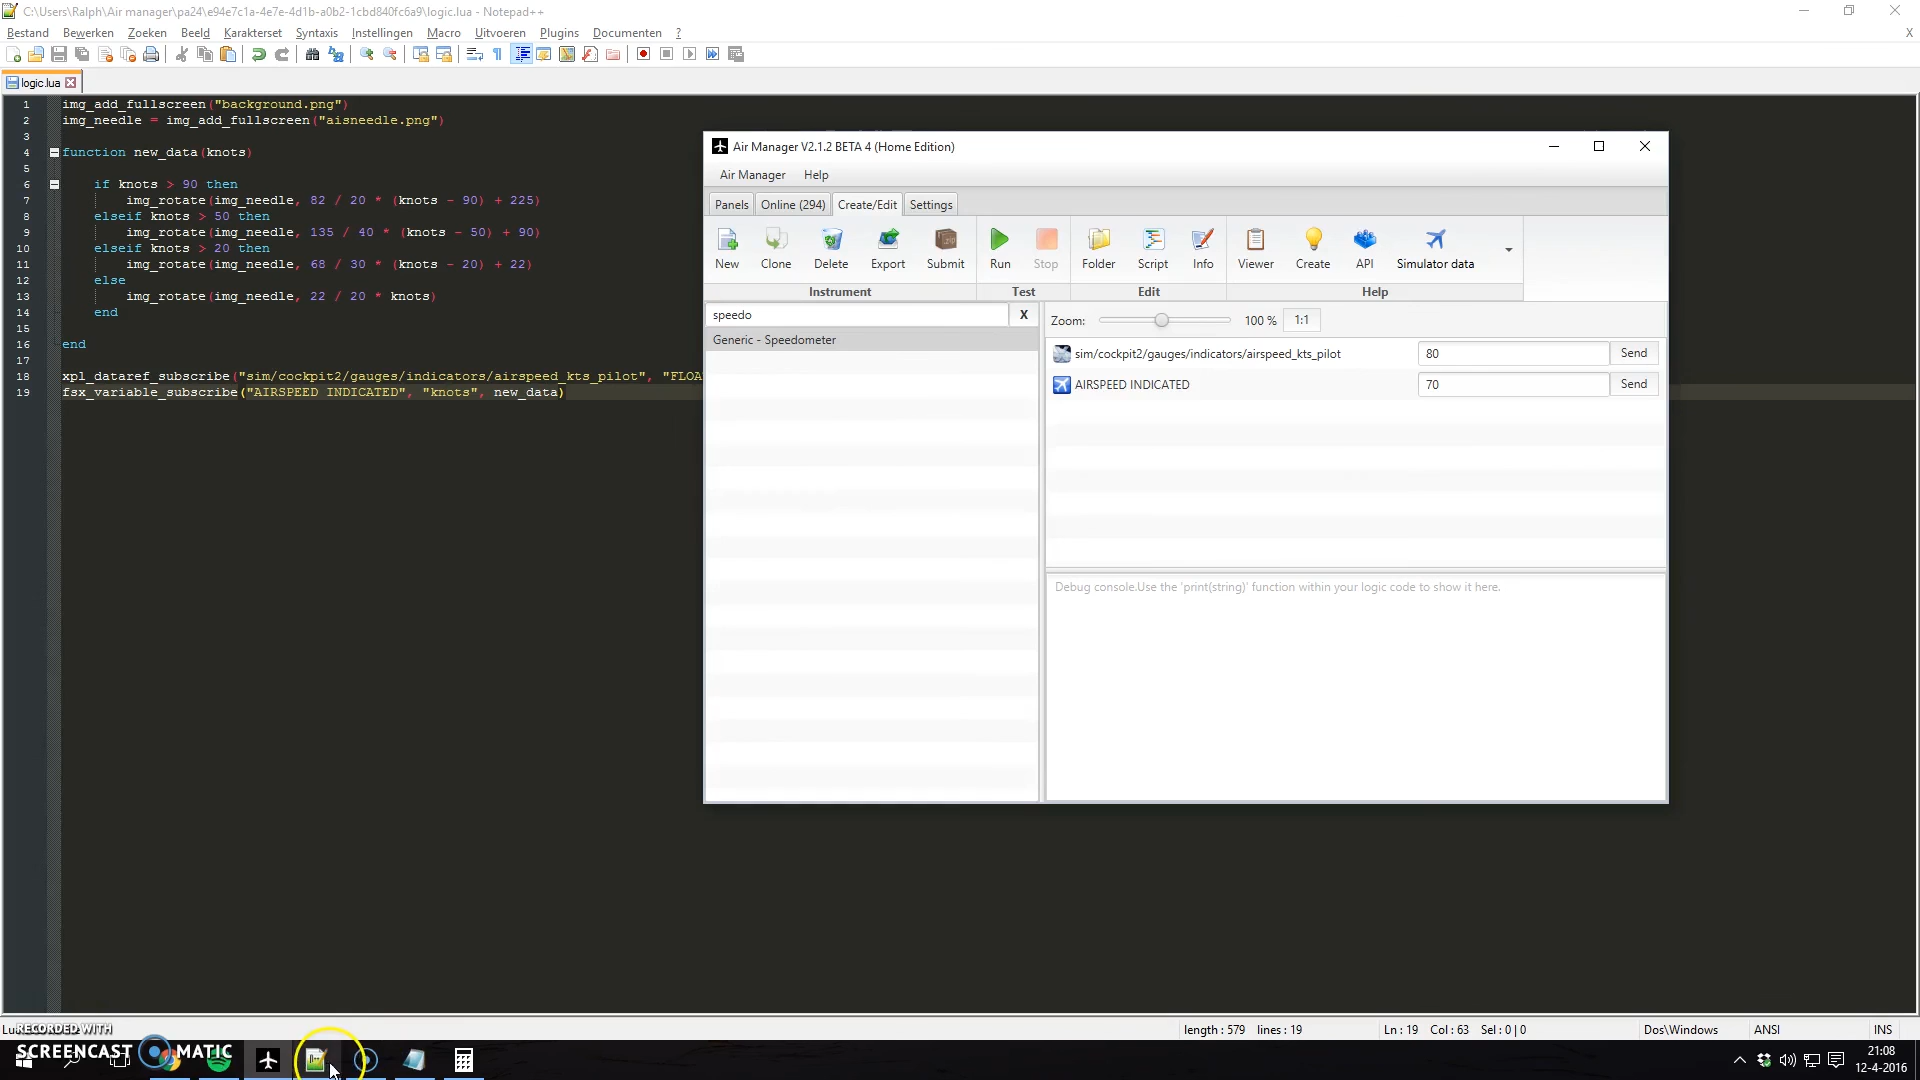 C:\Users\Ralph\Air manager\pa24\e94e7c1a-4e7e-4d1b-a0b2-1cbd840fc6a9\logic.lua - Notepad++
Bestand Bewerken Zoeken Beeld Karakterset Syntaxis Instellingen Macro Uitvoeren Plugins Documenten ? X
logic.lua
1 img_add_fullscreen("background.png")
2 img_needle = img_add_fullscreen("aisneedle.png")
3
4 function new_data(knots)
5
6 if knots > 90 then
7 img_rotate(img_needle, 82 / 20 * (knots - 90) + 225)
8 elseif knots > 50 then
9 img_rotate(img_needle, 135 / 40 * (knots - 50) + 90)
10 elseif knots > 20 then
11 img_rotate(img_needle, 68 / 30 * (knots - 20) + 22)
12 else
13 img_rotate(img_needle, 22 / 20 * knots)
14 end
15
16 end
17
18 xpl_dataref_subscribe("sim/cockpit2/gauges/indicators/airspeed_kts_pilot", "FLOA
19 fsx_variable_subscribe("AIRSPEED INDICATED", "knots", new_data)
Air Manager V2.1.2 BETA 4 (Home Edition)
Air Manager Help
Panels Online (294) Create/Edit Settings
New Clone Delete Export Submit Run Stop Folder Script Info Viewer Create API Simulator data
Instrument Test Edit Help
speedo X
Generic - Speedometer
Zoom: 100 % 1:1
sim/cockpit2/gauges/indicators/airspeed_kts_pilot 80 Send
AIRSPEED INDICATED 70 Send
Debug console.Use the 'print(string)' function within your logic code to show it here.
length : 579 lines : 19 Ln : 19 Col : 63 Sel : 0 | 0 Dos\Windows ANSI INS
RECORDED WITH
SCREENCAST MATIC
21:08
12-4-2016